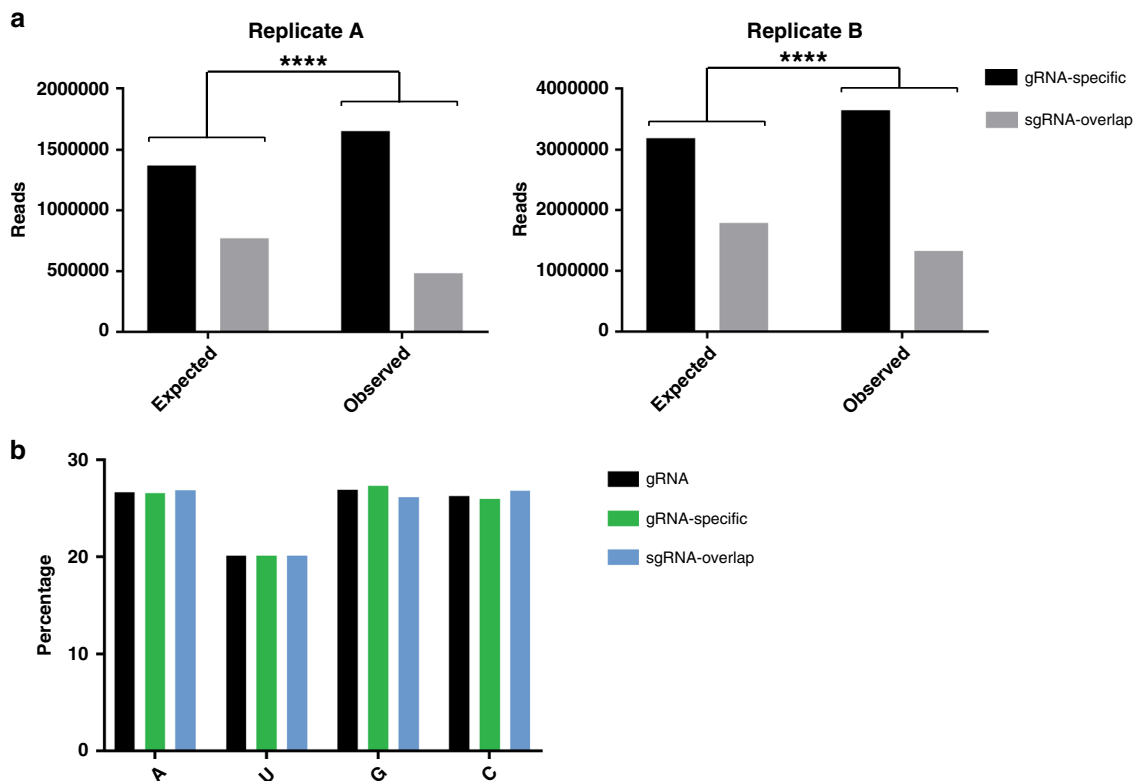 a
Replicate A
Replicate B
****
****
2000000
1500000
1000000
500000
0
Reads
Expected
Observed
4000000
3000000
2000000
1000000
0
Reads
Expected
Observed
gRNA-specific
sgRNA-overlap
b
30
20
10
0
Percentage
A
U
G
C
gRNA
gRNA-specific
sgRNA-overlap